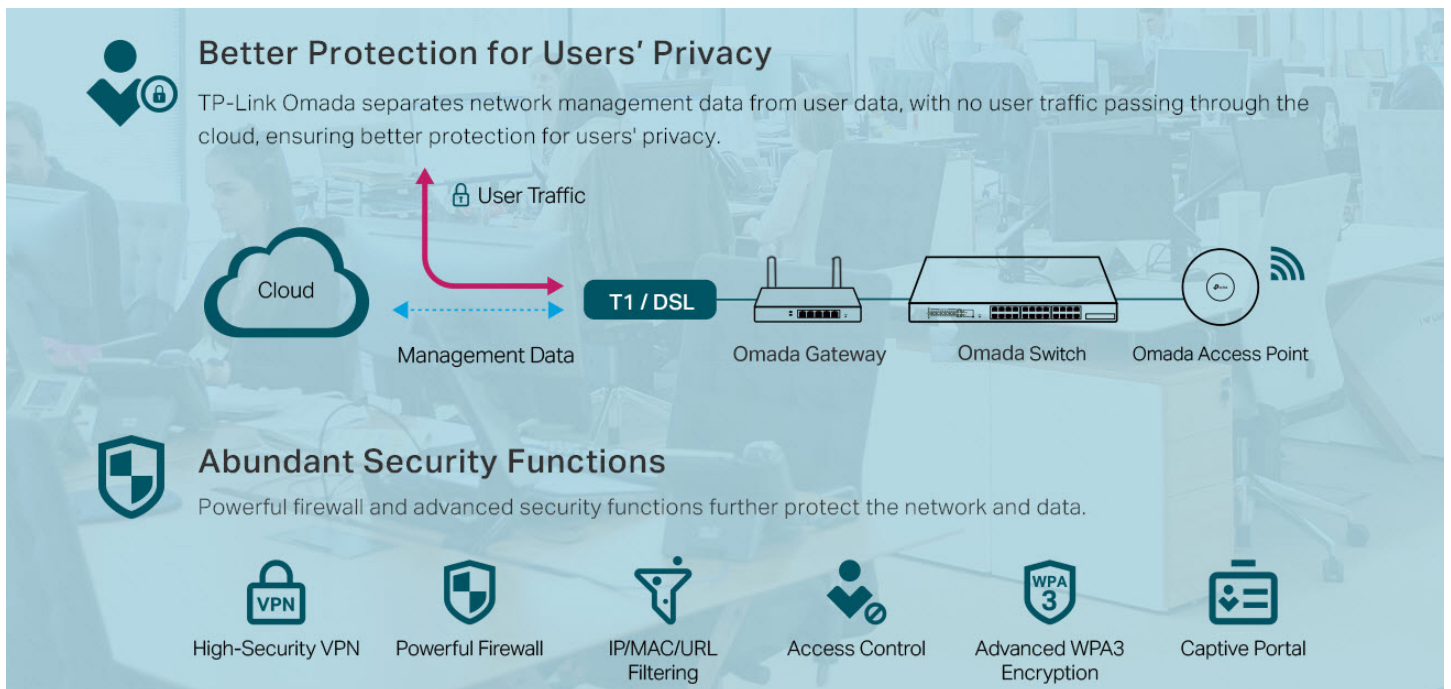 Better Protection for Users' Privacy
TP-Link Omada separates network management data from user data, with no user traffic passing through the
cloud, ensuring better protection for users' privacy.
User Traffic
Cloud
T1 / DSL
Management Data
Omada Gateway
Omada Switch
Omada Access Point
Abundant Security Functions
Powerful firewall and advanced security functions further protect the network and data.
VPN
WPA
3
High-Security VPN
Powerful Firewall
IP/MAC/URL
Filtering
Access Control
Advanced WPA3
Encryption
Captive Portal